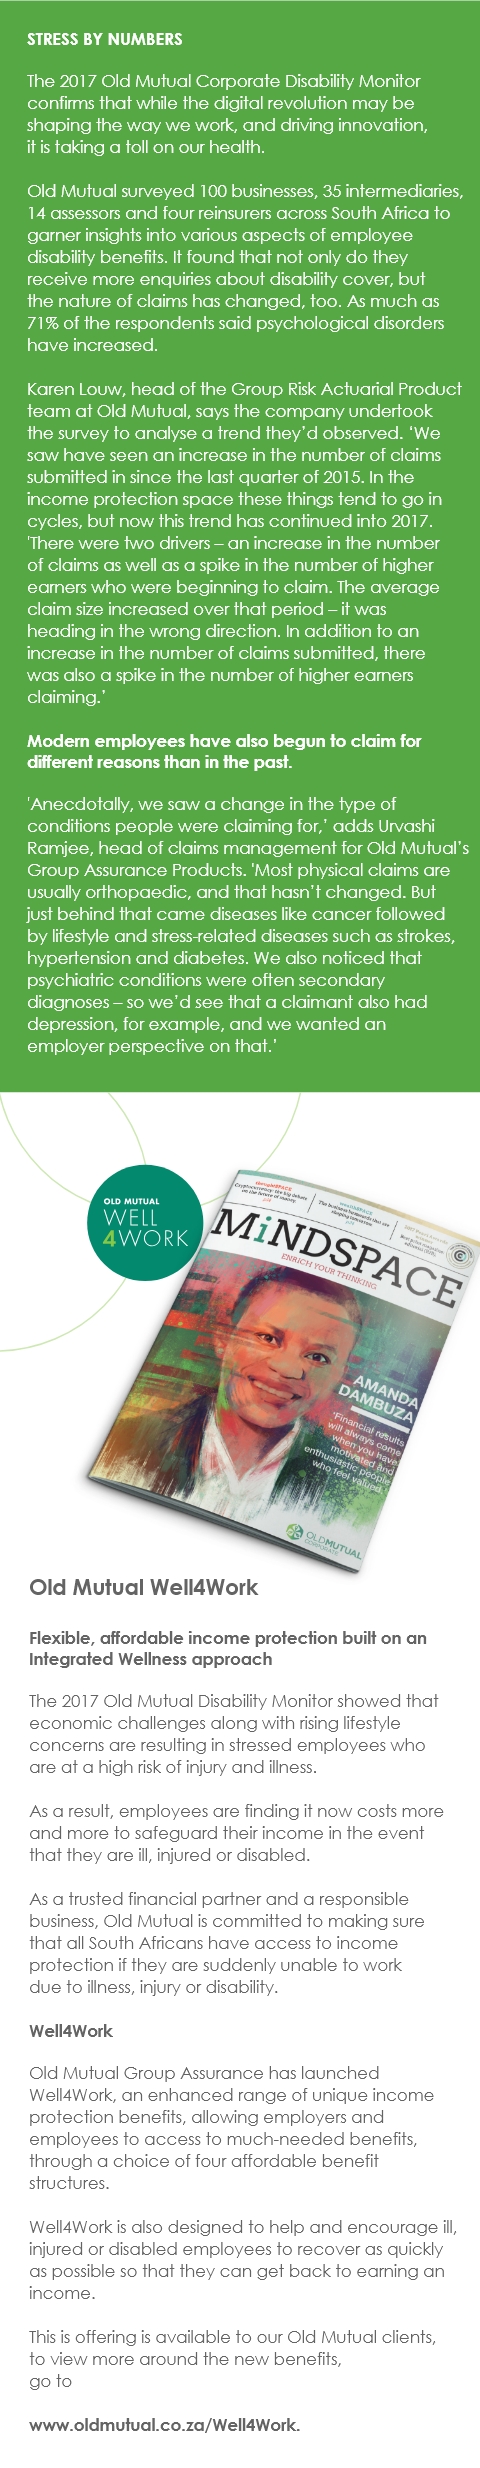 STRESS BY NUMBERS
The 2017 Old Mutual Corporate Disability Monitor
confirms that while the digital revolution may be
shaping the way we work, and driving innovation,
it is taking a toll on our health.
Old Mutual surveyed 100 businesses, 35 intermediaries,
14 assessors and four reinsurers across South Africa to
garner insights into various aspects of employee
disability benefits. It found that not only do they
receive more enquiries about disability cover, but
the nature of claims has changed, too. As much as
71% of the respondents said psychological disorders
have increased.
Karen Louw, head of the Group Risk Actuarial Product
team at Old Mutual, says the company undertook
the survey to analyse a trend they'd observed. 'We
saw have seen an increase in the number of claims
submitted in since the last quarter of 2015. In the
income protection space these things tend to go in
cycles, but now this trend has continued into 2017.
'There were two drivers – an increase in the number
of claims as well as a spike in the number of higher
earners who were beginning to claim. The average
claim size increased over that period – it was
heading in the wrong direction. In addition to an
increase in the number of claims submitted, there
was also a spike in the number of higher earners
claiming.'
Modern employees have also begun to claim for
different reasons than in the past.
'Anecdotally, we saw a change in the type of
conditions people were claiming for,' adds Urvashi
Ramjee, head of claims management for Old Mutual's
Group Assurance Products. 'Most physical claims are
usually orthopaedic, and that hasn't changed. But
just behind that came diseases like cancer followed
by lifestyle and stress-related diseases such as strokes,
hypertension and diabetes. We also noticed that
psychiatric conditions were often secondary
diagnoses – so we'd see that a claimant also had
depression, for example, and we wanted an
employer perspective on that.'
OLD MUTUAL
WELL
4WORK
thoughtSPACE
Cryptocurrency: the big debate
on the future of money
The business
MiNDSPACE
ENRICH YOUR THINKING
AMANDA
DAMBUZA
'Financial results
will always come
when you have
motivated and
enthusiastic people
who feel valued.'
OLDMUTUAL
CORPORATE
Old Mutual Well4Work
Flexible, affordable income protection built on an
Integrated Wellness approach
The 2017 Old Mutual Disability Monitor showed that
economic challenges along with rising lifestyle
concerns are resulting in stressed employees who
are at a high risk of injury and illness.
As a result, employees are finding it now costs more
and more to safeguard their income in the event
that they are ill, injured or disabled.
As a trusted financial partner and a responsible
business, Old Mutual is committed to making sure
that all South Africans have access to income
protection if they are suddenly unable to work
due to illness, injury or disability.
Well4Work
Old Mutual Group Assurance has launched
Well4Work, an enhanced range of unique income
protection benefits, allowing employers and
employees to access to much-needed benefits,
through a choice of four affordable benefit
structures.
Well4Work is also designed to help and encourage ill,
injured or disabled employees to recover as quickly
as possible so that they can get back to earning an
income.
This is offering is available to our Old Mutual clients,
to view more around the new benefits,
go to
www.oldmutual.co.za/Well4Work.